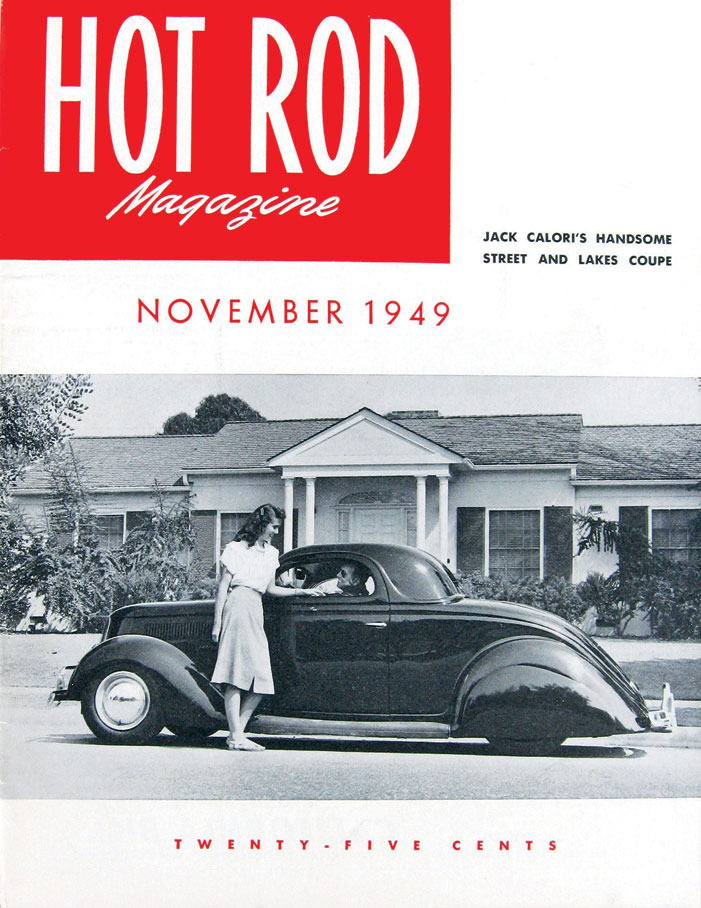 HOT ROD
Magazine
JACK CALORI'S HANDSOME
STREET AND LAKES COUPE
NOVEMBER 1949
TWENTY-FIVE CENTS